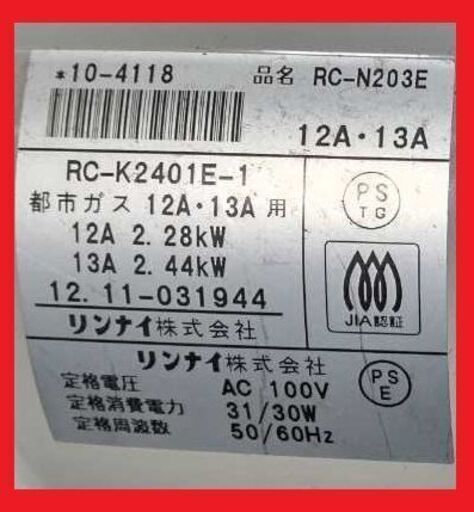 *10-4118 品名 RC-N203E
12A・13A
RC-K2401E-1
都市ガス 12A・13A 用
12A 2.28kW
13A 2.44kW
12.11-031944
リンナイ株式会社
PS
TG
JIA認証
リンナイ株式会社
定格電圧 AC 100V
定格消費電力 31/30W
定格周波数 50/60Hz
PS
E